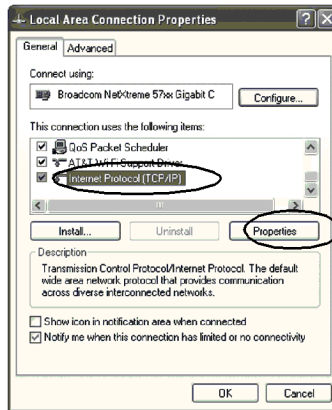 Local Area Connection Properties
General Advanced
Connect using:
Broadcom NetXtreme 57xx Gigabit C
Configure...
This connection uses the following items:
QoS Packet Scheduler
AT&T Wi-Fi Support Driver
Internet Protocol (TCP/IP)
Install... Uninstall Properties
Description
Transmission Control Protocol/Internet Protocol. The default
wide area network protocol that provides communication
across diverse interconnected networks.
Show icon in notification area when connected
Notify me when this connection has limited or no connectivity
OK Cancel